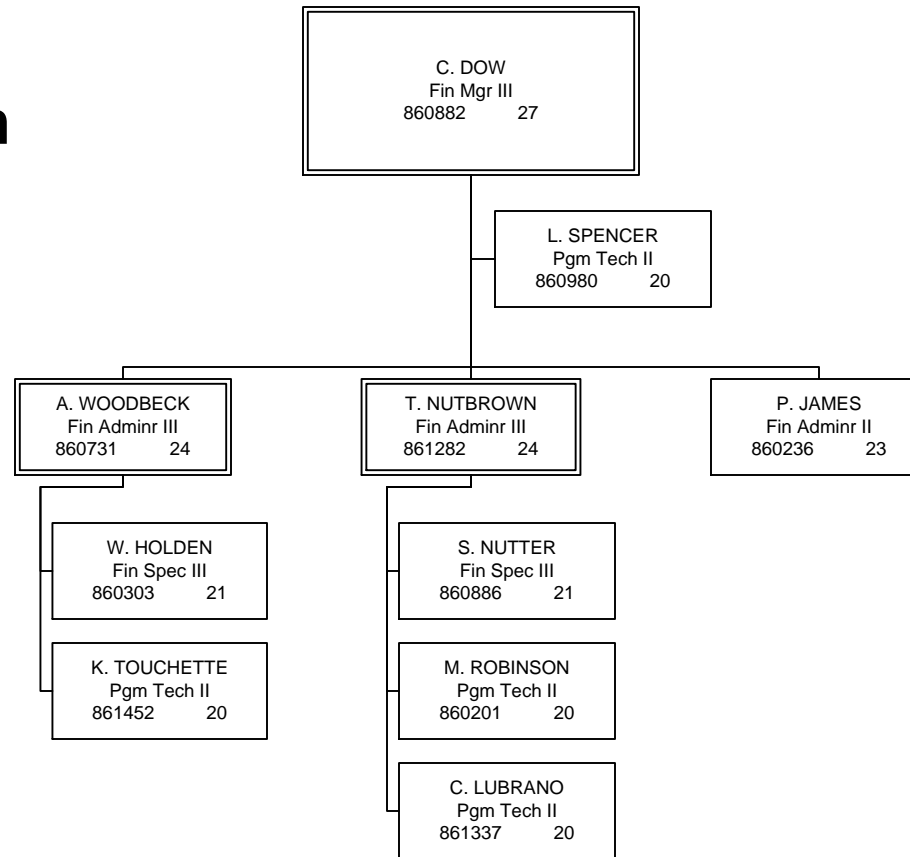 C. DOW
Fin Mgr III
860882 27
L. SPENCER
Pgm Tech II
860980 20
A. WOODBECK
Fin Adminr III
860731 24
T. NUTBROWN
Fin Adminr III
861282 24
P. JAMES
Fin Adminr II
860236 23
W. HOLDEN
Fin Spec III
860303 21
K. TOUCHETTE
Pgm Tech II
861452 20
S. NUTTER
Fin Spec III
860886 21
M. ROBINSON
Pgm Tech II
860201 20
C. LUBRANO
Pgm Tech II
861337 20